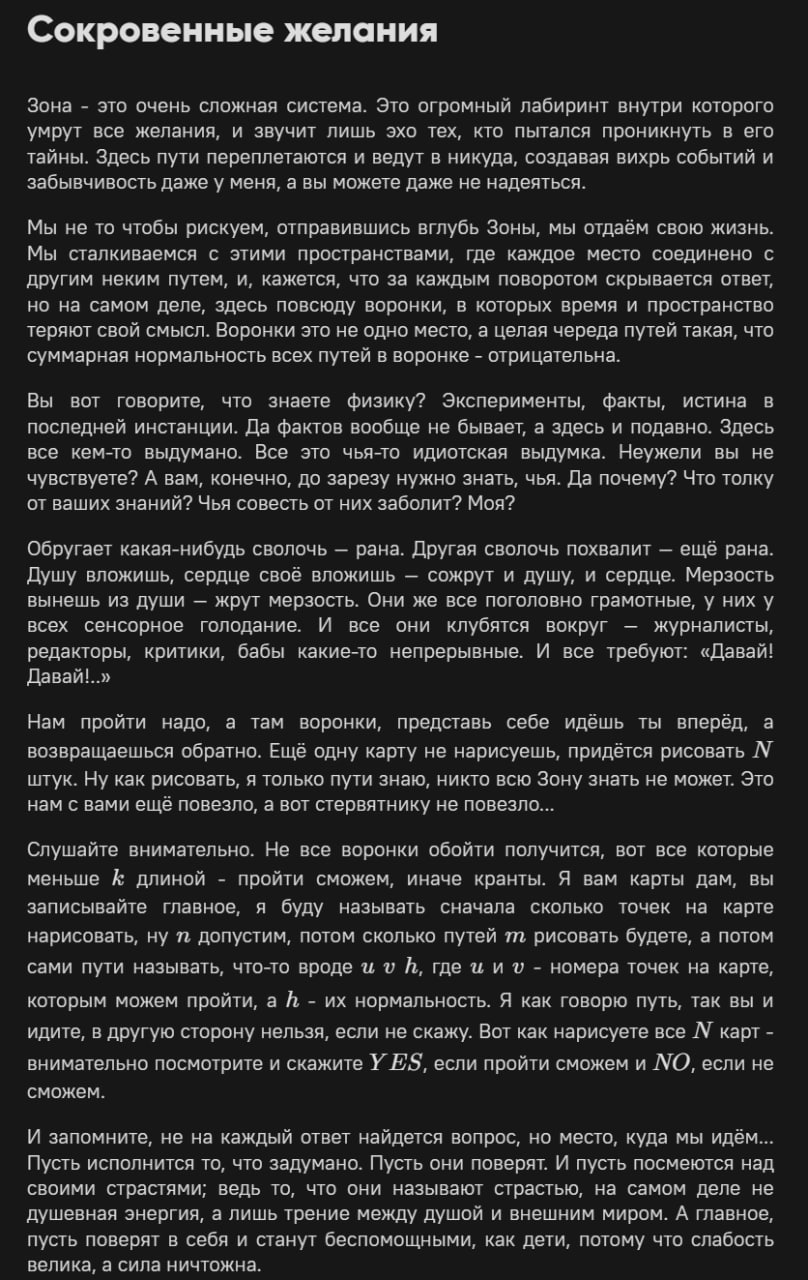 Сокровенные желания
Зона - это очень сложная система. Это огромный лабиринт внутри которого
умрут все желания, и звучит лишь эхо тех, кто пытался проникнуть в его
тайны. Здесь пути переплетаются и ведут в никуда, создавая вихрь событий и
забывчивость даже у меня, а вы можете даже не надеяться.
Мы не то чтобы рискуем, отправившись вглубь Зоны, мы отдаём свою жизнь.
Мы сталкиваемся с этими пространствами, где каждое место соединено с
другим неким путем, и, кажется, что за каждым поворотом скрывается ответ,
но на самом деле, здесь повсюду воронки, в которых время и пространство
теряют свой смысл. Воронки это не одно место, а целая череда путей такая, что
суммарная нормальность всех путей в воронке - отрицательна.
Вы вот говорите, что знаете физику? Эксперименты, факты, истина в
последней инстанции. Да фактов вообще не бывает, а здесь и подавно. Здесь
все кем-то выдумано. Все это чья-то идиотская выдумка. Неужели вы не
чувствуете? А вам, конечно, до зарезу нужно знать, чья. Да почему? Что толку
от ваших знаний? Чья совесть от них заболит? Моя?
Обругает какая-нибудь сволочь — рана. Другая сволочь похвалит — ещё рана.
Душу вложишь, сердце своё вложишь — сожрут и душу, и сердце. Мерзость
вынешь из души — жрут мерзость. Они же все поголовно грамотные, у них у
всех сенсорное голодание. И все они клубятся вокруг — журналисты,
редакторы, критики, бабы какие-то непрерывные. И все требуют: «Давай!
Давай!..»
Нам пройти надо, а там воронки, представь себе идёшь ты вперёд, а
возвращаешься обратно. Ещё одну карту не нарисуешь, придётся рисовать N
штук. Ну как рисовать, я только пути знаю, никто всю Зону знать не может. Это
нам с вами ещё повезло, а вот стервятнику не повезло...
Слушайте внимательно. Не все воронки обойти получится, вот все которые
меньше k длиной - пройти сможем, иначе кранты. Я вам карты дам, вы
записывайте главное, я буду называть сначала сколько точек на карте
нарисовать, ну n допустим, потом сколько путей m рисовать будете, а потом
сами пути называть, что-то вроде u v h, где u и v - номера точек на карте,
которым можем пройти, а h - их нормальность. Я как говорю путь, так вы и
идите, в другую сторону нельзя, если не скажу. Вот как нарисуете все N карт -
внимательно посмотрите и скажите YES, если пройти сможем и NO, если не
сможем.
И запомните, не на каждый ответ найдется вопрос, но место, куда мы идём...
Пусть исполнится то, что задумано. Пусть они поверят. И пусть посмеются над
своими страстями; ведь то, что они называют страстью, на самом деле не
душевная энергия, а лишь трение между душой и внешним миром. А главное,
пусть поверят в себя и станут беспомощными, как дети, потому что слабость
велика, а сила ничтожна.